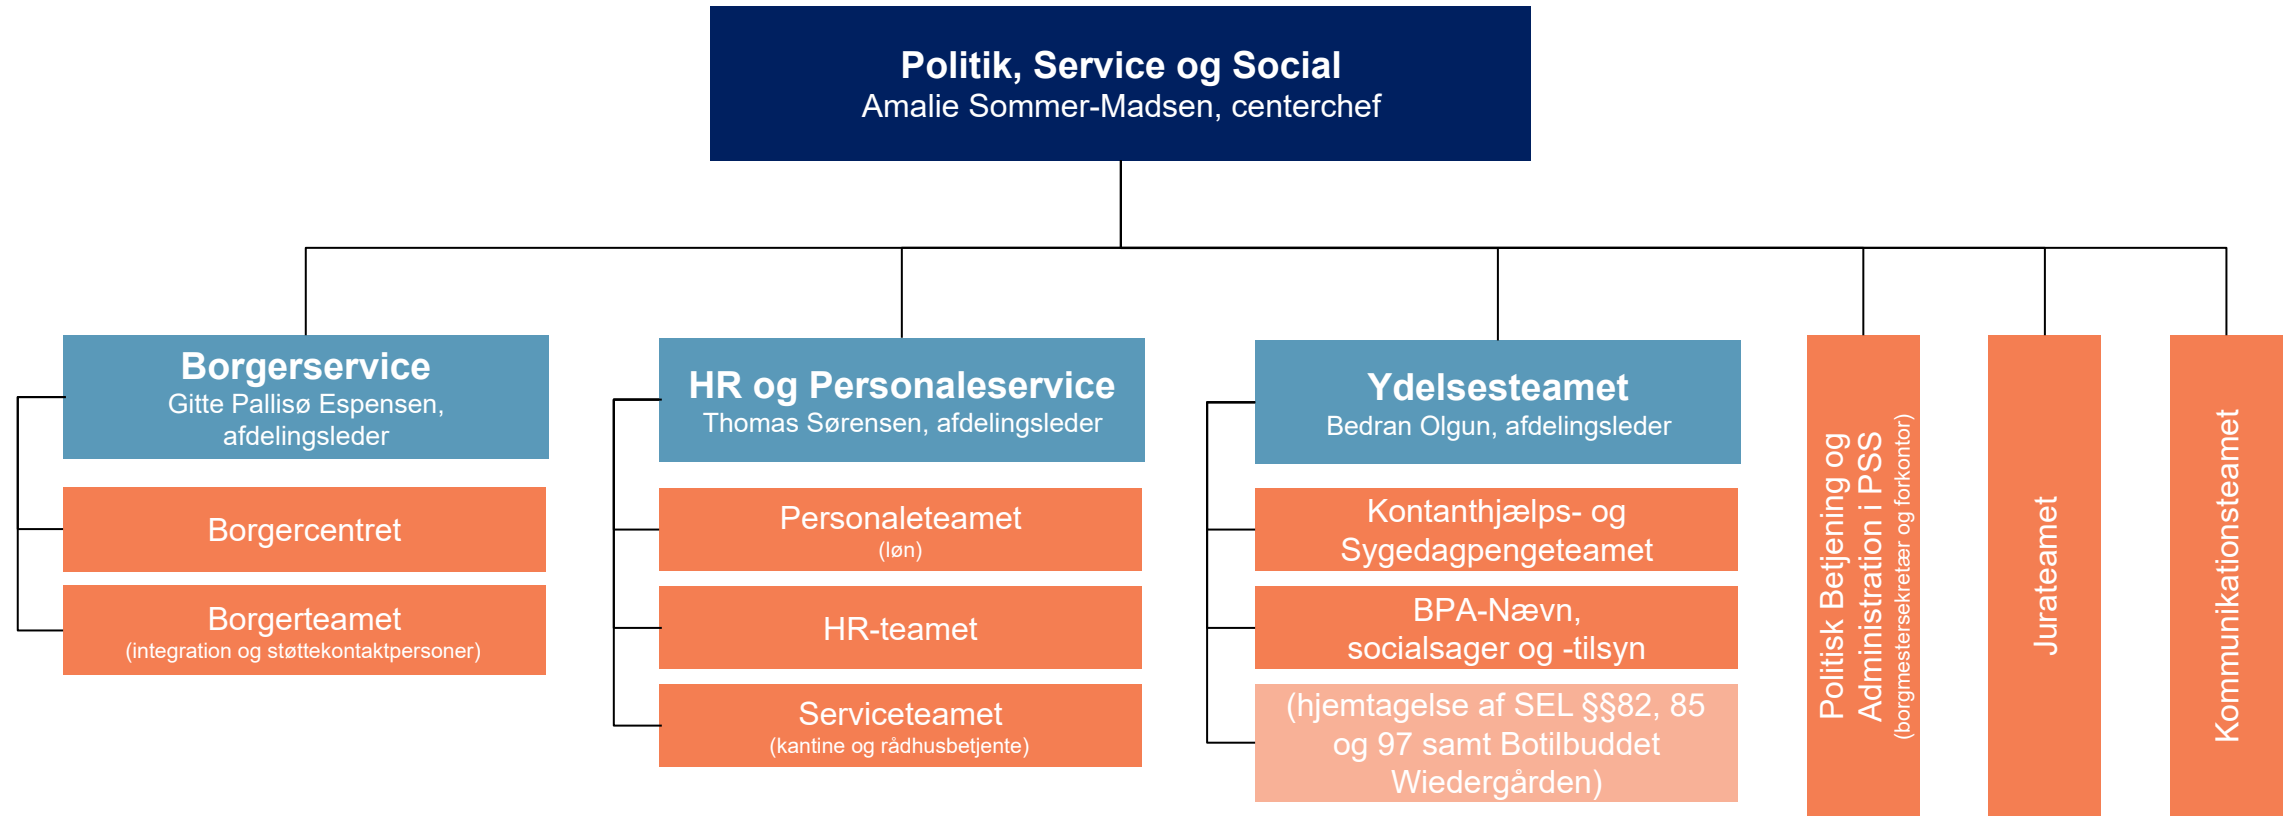 Politik, Service og Social
Amalie Sommer-Madsen, centerchef
Borgerservice
Gitte Pallisø Espensen,
afdelingsleder
Borgercentret
Borgerteamet
(integration og støttekontaktpersoner)
HR og Personaleservice
Thomas Sørensen, afdelingsleder
Personaleteamet
(løn)
HR-teamet
Serviceteamet
(kantine og rådhusbetjente)
Ydelsesteamet
Bedran Olgun, afdelingsleder
Kontanthjælps- og
Sygedagpengeteamet
BPA-Nævn,
socialsager og -tilsyn
(hjemtagelse af SEL §§82, 85
og 97 samt Botilbuddet
Wiedergården)
Politisk Betjening og
Administration i PSS
(borgmestersekretær og forkontor)
Jurateamet
Kommunikationsteamet